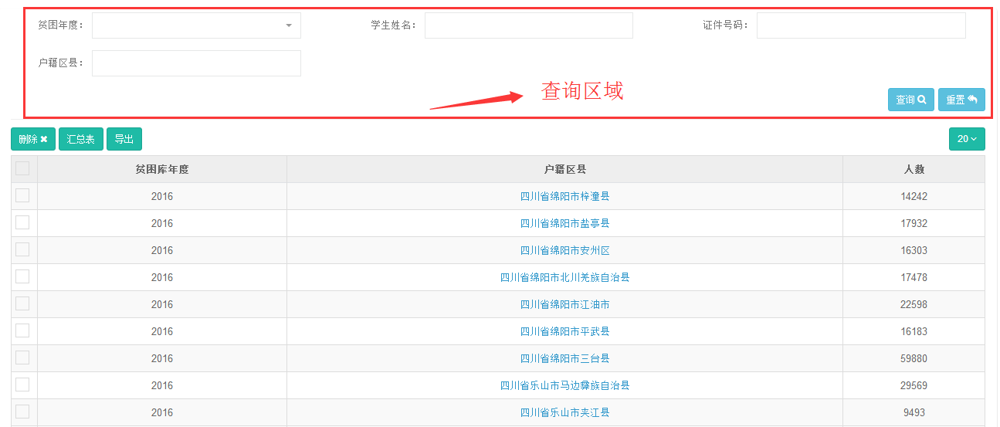 贫困年度： 学生姓名： 证件号码：
户籍区县：
查询区域
查询 重置
删除 汇总表 导出 20
贫困库年度 户籍区县 人数
2016 四川省绵阳市梓潼县 14242
2016 四川省绵阳市盐亭县 17932
2016 四川省绵阳市安州区 16303
2016 四川省绵阳市北川羌族自治县 17478
2016 四川省绵阳市江油市 22598
2016 四川省绵阳市平武县 16183
2016 四川省绵阳市三台县 59880
2016 四川省乐山市马边彝族自治县 29569
2016 四川省乐山市夹江县 9493